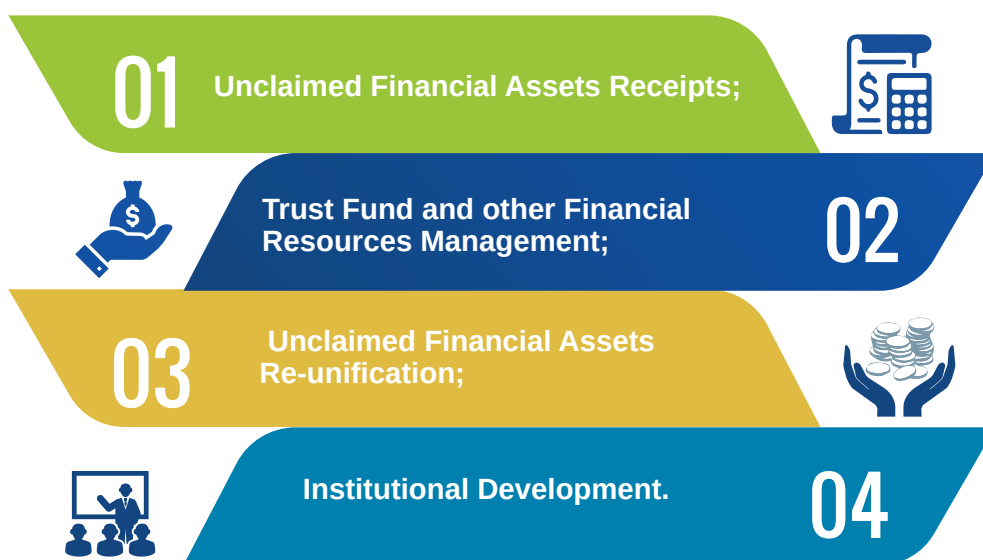 01
Unclaimed Financial Assets Receipts;
$
$
Trust Fund and other Financial
Resources Management;
02
03
Unclaimed Financial Assets
Re-unification;
Institutional Development.
04